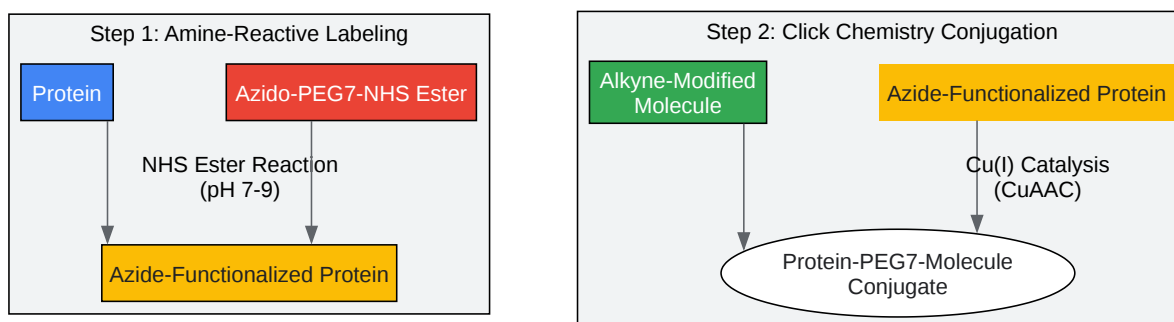 Step 1: Amine-Reactive Labeling
Protein
Azido-PEG7-NHS Ester
NHS Ester Reaction
(pH 7-9)
Azide-Functionalized Protein
Step 2: Click Chemistry Conjugation
Alkyne-Modified
Molecule
Azide-Functionalized Protein
Cu(I) Catalysis
(CuAAC)
Protein-PEG7-Molecule
Conjugate